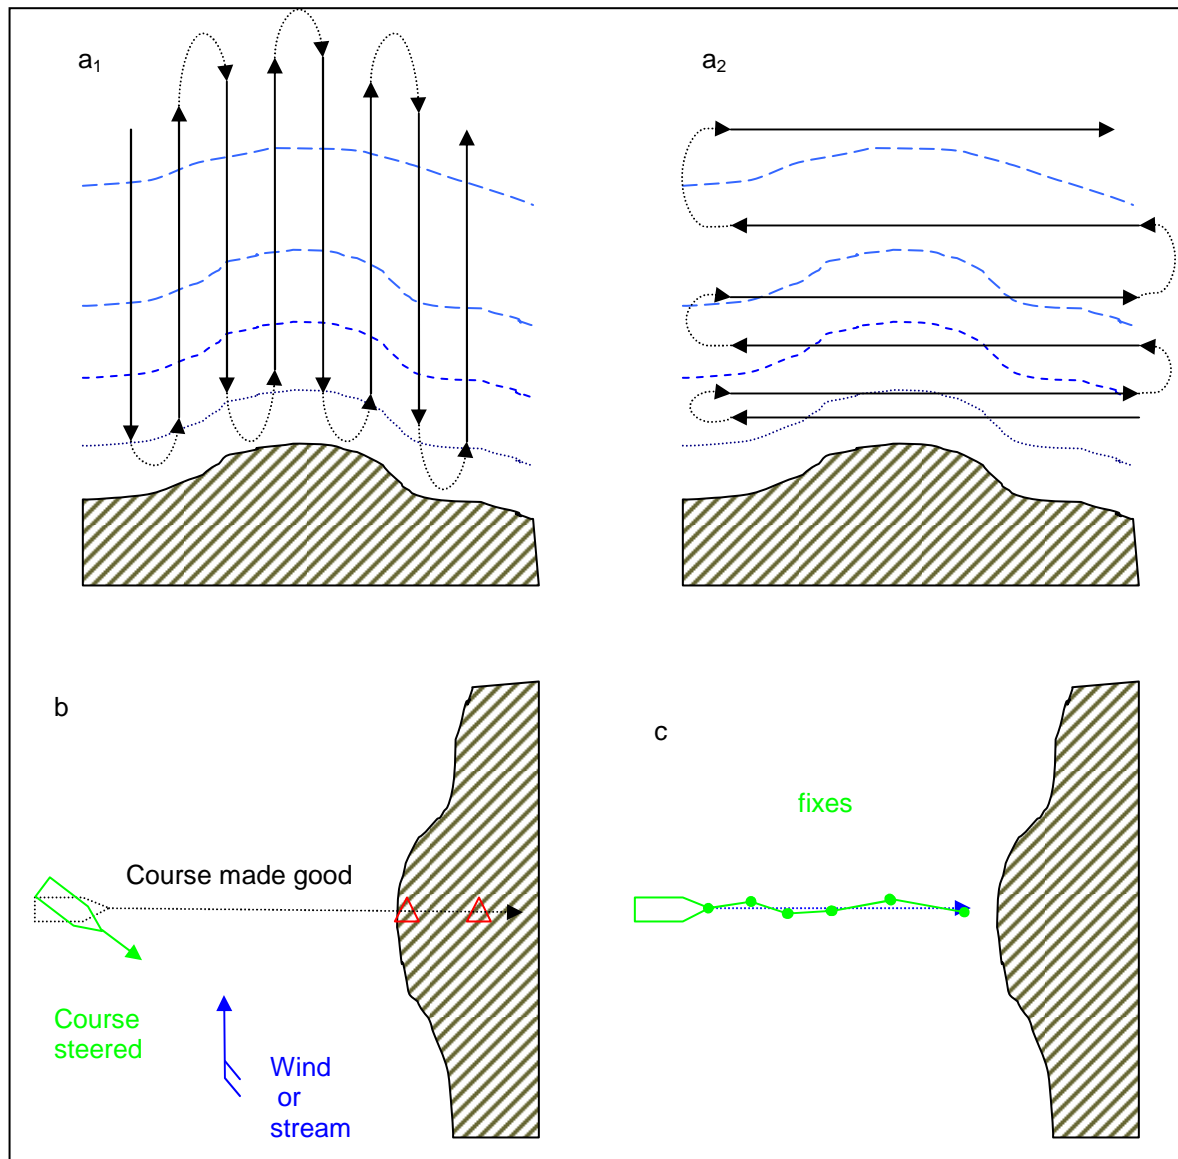 a₁
a₂
b
Course made good
Course
steered
Wind
or
stream
c
fixes